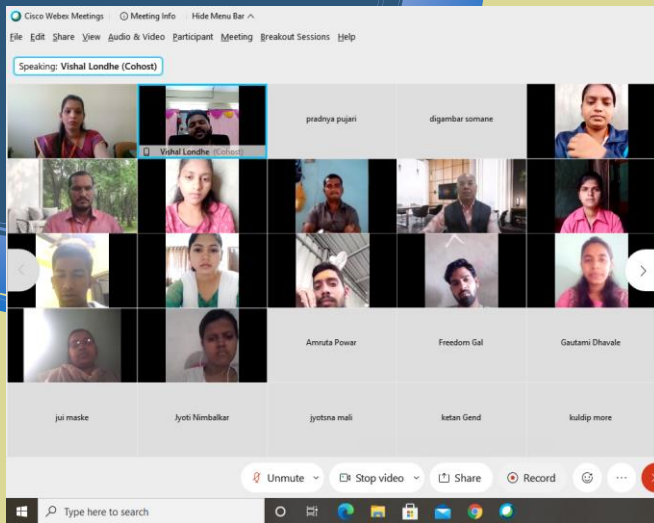 Cisco Webex Meetings Meeting Info Hide Menu Bar
File Edit Share View Audio & Video Participant Meeting Breakout Sessions Help
Speaking: Vishal Londhe (Cohost)
Vishal Londhe (Cohost)
pradnya pujari
digambar somane
Amruta Powar
Freedom Gal
Gautami Dhavale
jui maske
Jyoti Nimbalkar
jyotsna mali
ketan Gend
kuldip more
Unmute Stop video Share Record
Type here to search